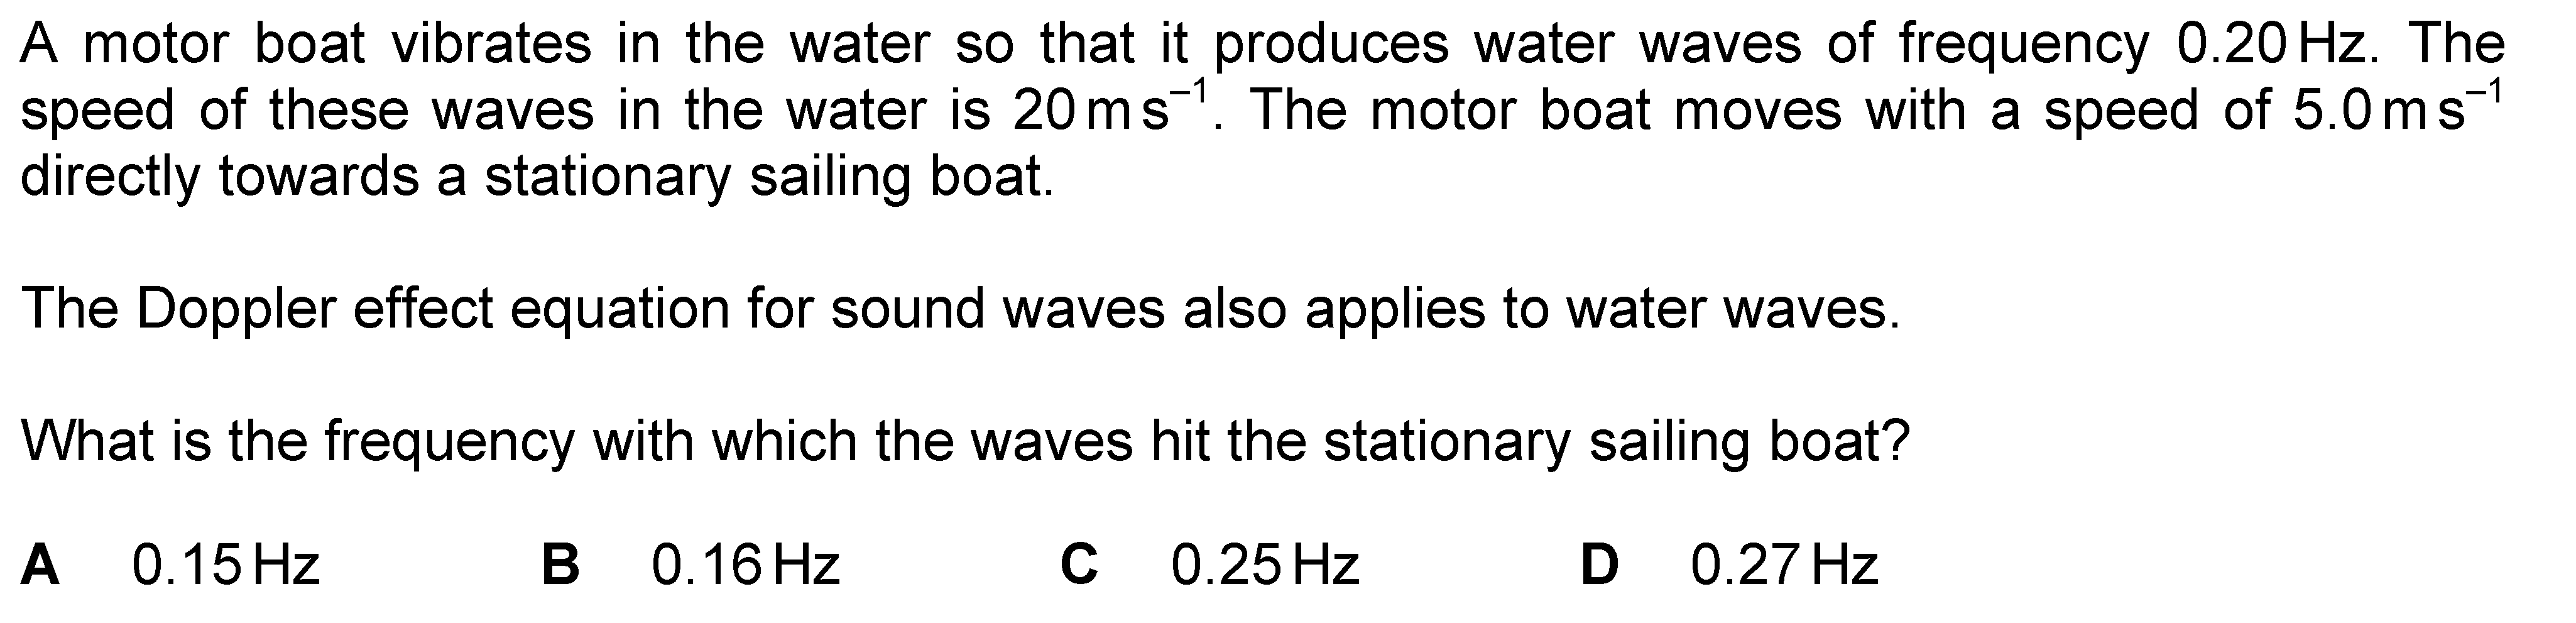 A motor boat vibrates in the water so that it produces water waves of frequency 0.20 Hz. The
speed of these waves in the water is 20 m s⁻¹. The motor boat moves with a speed of 5.0 m s⁻¹
directly towards a stationary sailing boat.
The Doppler effect equation for sound waves also applies to water waves.
What is the frequency with which the waves hit the stationary sailing boat?
A 0.15 Hz B 0.16 Hz C 0.25 Hz D 0.27 Hz